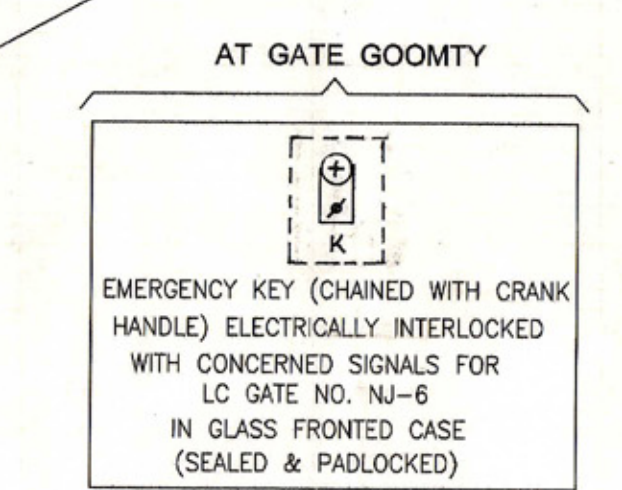 AT GATE GOOMTY
K
EMERGENCY KEY (CHAINED WITH CRANK
HANDLE) ELECTRICALLY INTERLOCKED
WITH CONCERNED SIGNALS FOR
LC GATE NO. NJ-6
IN GLASS FRONTED CASE
(SEALED & PADLOCKED)